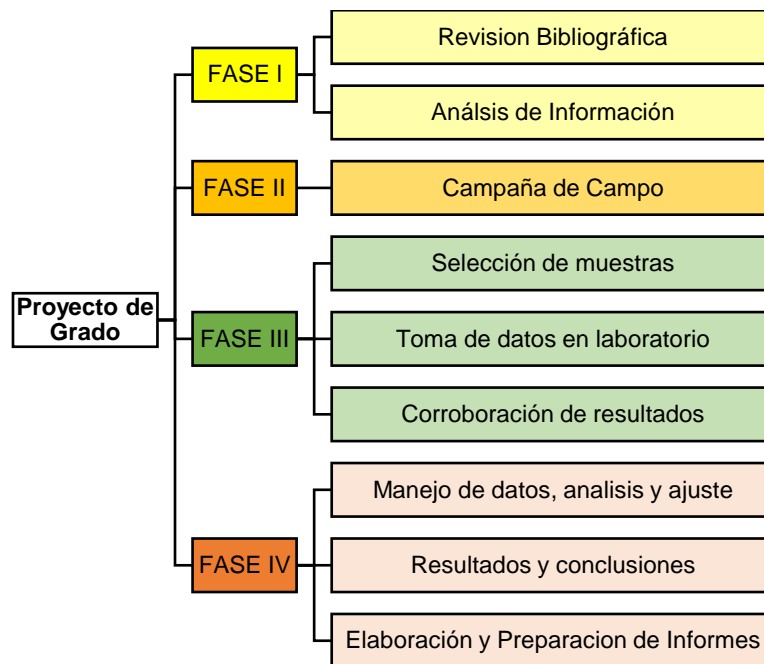 Proyecto de
Grado
FASE I
Revision Bibliográfica
Análsis de Información
FASE II
Campaña de Campo
FASE III
Selección de muestras
Toma de datos en laboratorio
Corroboración de resultados
FASE IV
Manejo de datos, analisis y ajuste
Resultados y conclusiones
Elaboración y Preparacion de Informes